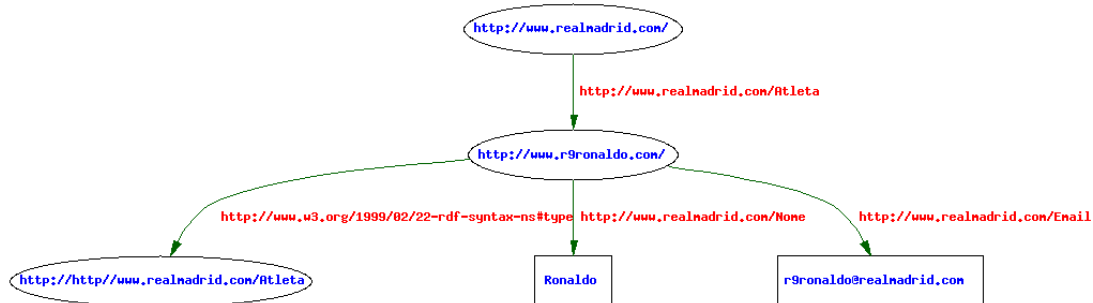 http://www.realmadrid.com/
http://www.realmadrid.com/Atleta
http://www.r9ronaldo.com/
http://www.w3.org/1999/02/22-rdf-syntax-ns#type
http://www.realmadrid.com/Nome
http://www.realmadrid.com/Email
http://http//www.realmadrid.com/Atleta
Ronaldo
r9ronaldo@realmadrid.com